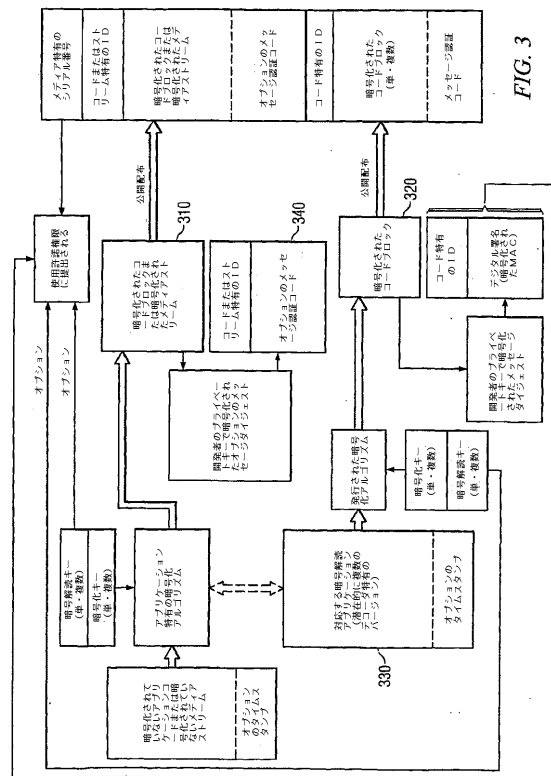 メディア特有の
シリアル番号
コードまたはスト
リーム特有のID
暗号化されたコー
ドブロックまたは
暗号化されたメデ
ィアストリーム
オプションのメッ
セージ認証コード
コード特有のID
暗号化された
コードブロック
(単・複数)
メッセージ認証
コード
FIG. 3
使用許諾権限
に提出される
オプション
オプション
公開配布
公開配布
310
暗号化された
コードブロックま
たは暗号化され
たメディアスト
リーム
340
コードまたはスト
リーム特有のID
オプションのメッセ
ージ認証コード
320
暗号化された
コードブロック
コード特有
のID
デジタル署名
(暗号化され
たMAC)
開発者のプライベー
トキーで暗号化され
たオプションのメッ
セージダイジェスト
開発者のプライベ
ートキーで暗号化
されたメッセージ
ダイジェスト
暗号解読キー
(単・複数)
暗号化キー
(単・複数)
アプリケーション
特有の暗号化
アルゴリズム
発行された暗号
化アルゴリズム
暗号化キー
(単・複数)
暗号解読キー
(単・複数)
暗号化されて
いないアプリ
ケーションコー
ドまたは暗
号化されてい
ないメディア
ストリーム
オプション
のタイムス
タンプ
対応する暗号解読
アプリケーション
(潜在的に複数の
デコーダ特有の
バージョン)
オプションの
タイムスタンプ
330